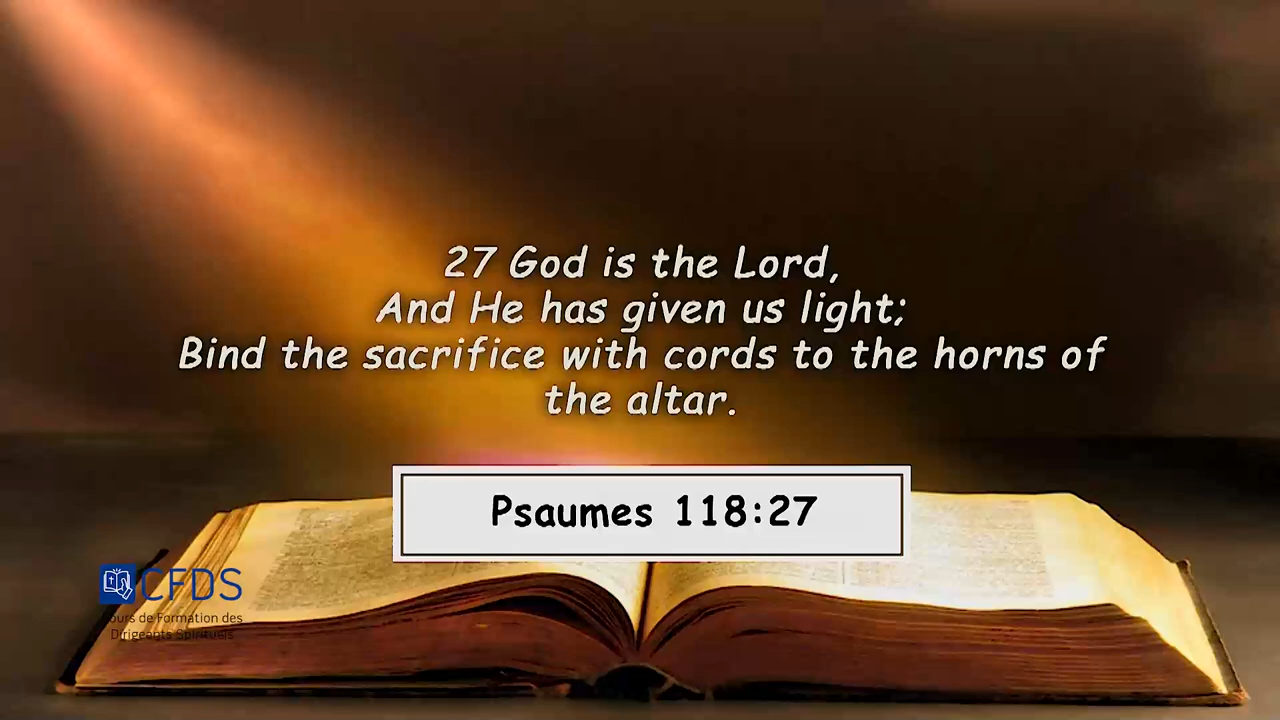 27 God is the Lord,
And He has given us light;
Bind the sacrifice with cords to the horns of
the altar.
Psaumes 118:27
CFDS
Cours de Formation des
Dirigeants Spirituels